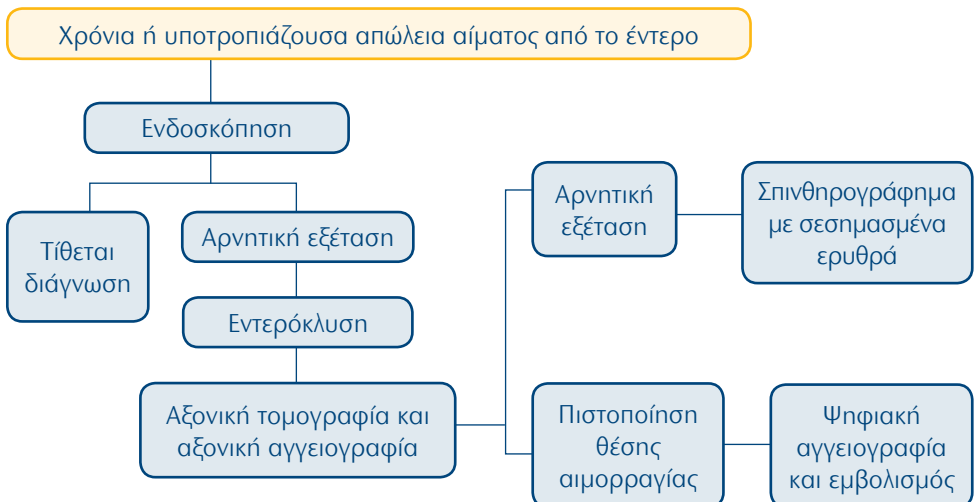 Χρόνια ή υποτροπιάζουσα απώλεια αίματος από το έντερο
Ενδοσκόπηση
Τίθεται
διάγνωση
Αρνητική εξέταση
Εντερόκλυση
Αξονική τομογραφία και
αξονική αγγειογραφία
Αρνητική
εξέταση
Σπινθηρογράφημα
με σεσημασμένα
ερυθρά
Πιστοποίηση
θέσης
αιμορραγίας
Ψηφιακή
αγγειογραφία
και εμβολισμός